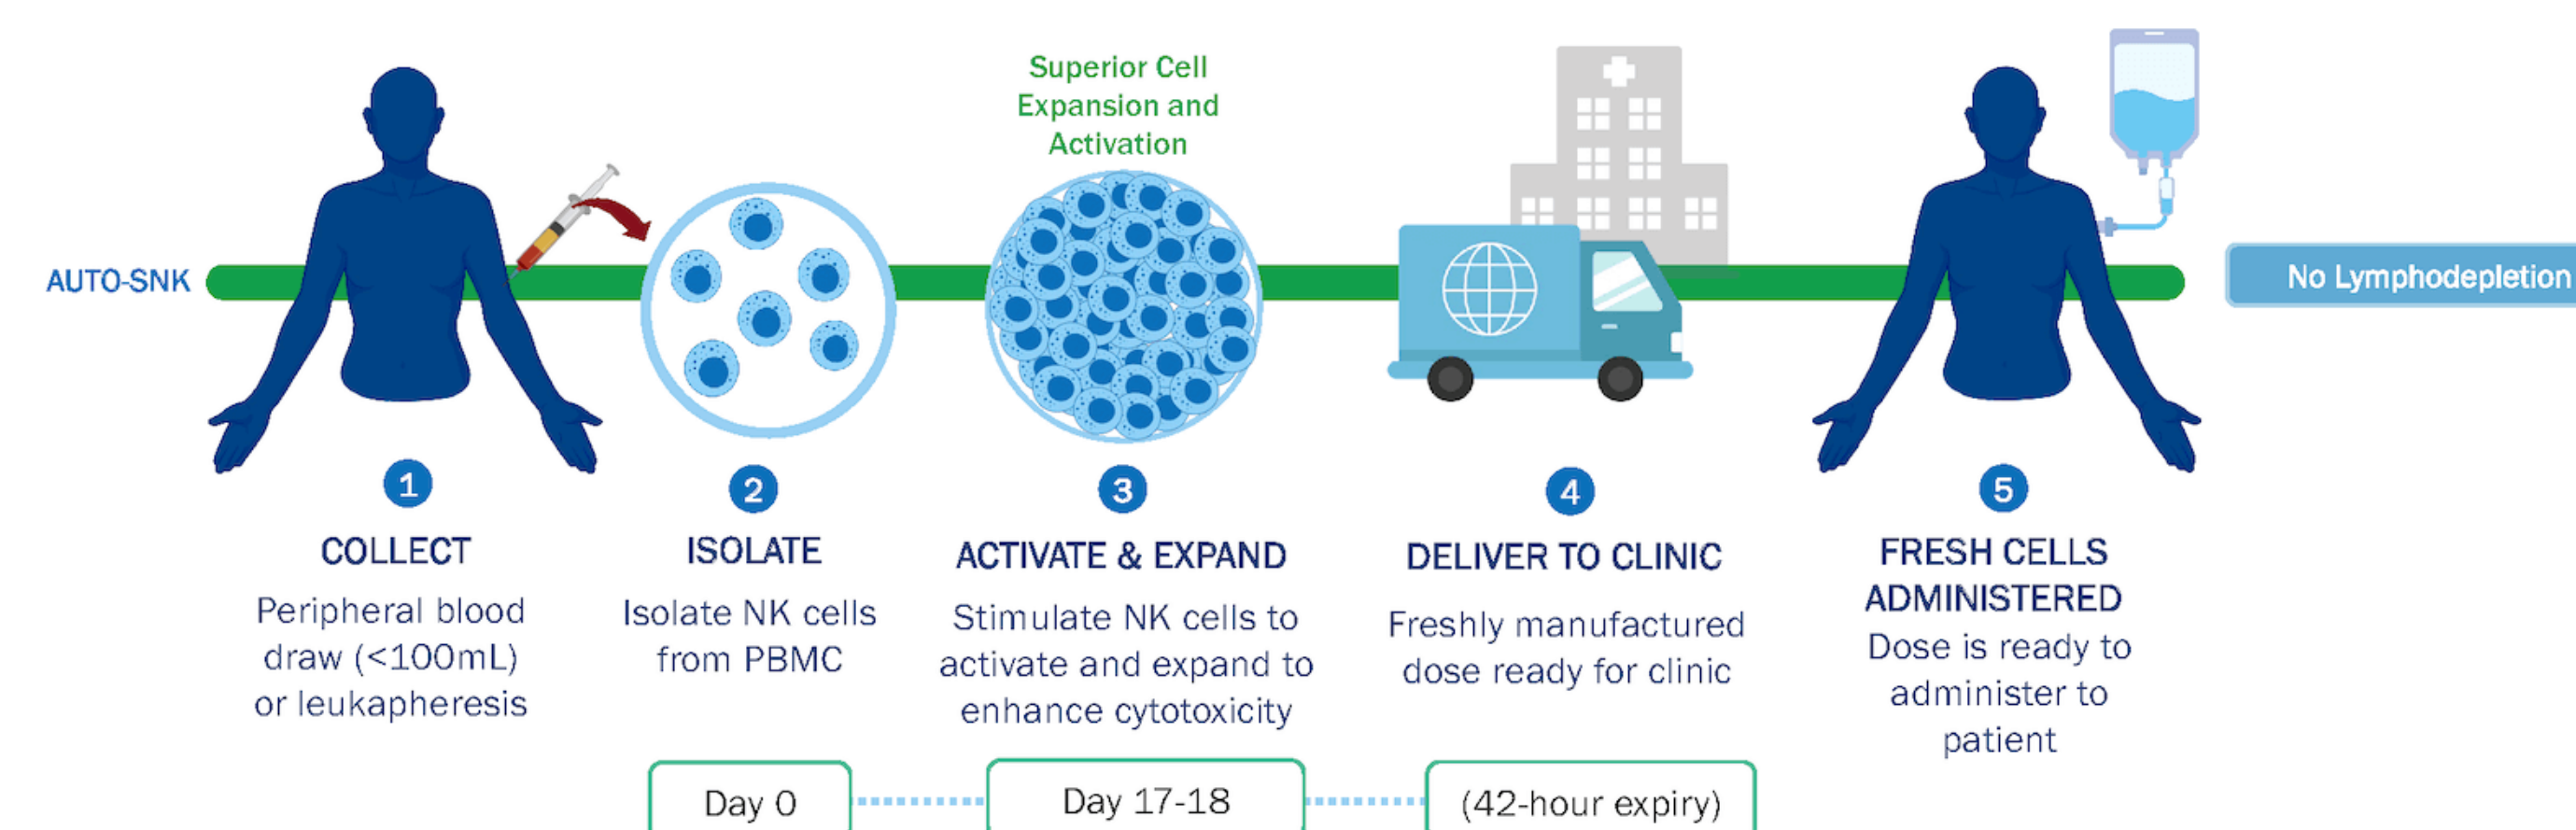 Superior Cell
Expansion and
Activation
AUTO-SNK
No Lymphodepletion
1
COLLECT
Peripheral blood
draw (<100mL)
or leukapheresis
2
ISOLATE
Isolate NK cells
from PBMC
3
ACTIVATE & EXPAND
Stimulate NK cells to
activate and expand to
enhance cytotoxicity
4
DELIVER TO CLINIC
Freshly manufactured
dose ready for clinic
5
FRESH CELLS
ADMINISTERED
Dose is ready to
administer to
patient
Day 0
Day 17-18
(42-hour expiry)